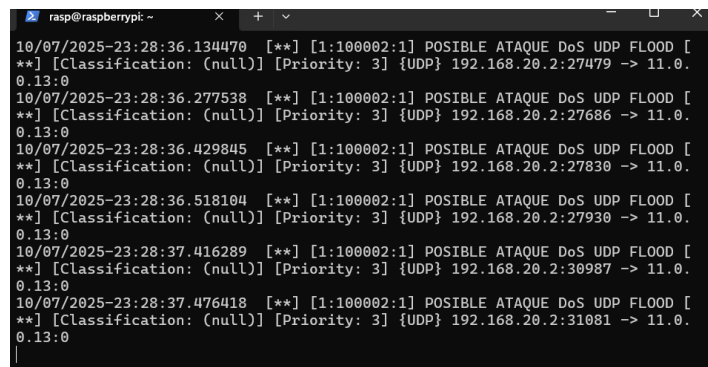 rasp@raspberrypi: ~
10/07/2025-23:28:36.134470  [**] [1:100002:1] POSIBLE ATAQUE DoS UDP FLOOD [
**] [Classification: (null)] [Priority: 3] {UDP} 192.168.20.2:27479 -> 11.0.
0.13:0
10/07/2025-23:28:36.277538  [**] [1:100002:1] POSIBLE ATAQUE DoS UDP FLOOD [
**] [Classification: (null)] [Priority: 3] {UDP} 192.168.20.2:27686 -> 11.0.
0.13:0
10/07/2025-23:28:36.429845  [**] [1:100002:1] POSIBLE ATAQUE DoS UDP FLOOD [
**] [Classification: (null)] [Priority: 3] {UDP} 192.168.20.2:27830 -> 11.0.
0.13:0
10/07/2025-23:28:36.518104  [**] [1:100002:1] POSIBLE ATAQUE DoS UDP FLOOD [
**] [Classification: (null)] [Priority: 3] {UDP} 192.168.20.2:27930 -> 11.0.
0.13:0
10/07/2025-23:28:37.416289  [**] [1:100002:1] POSIBLE ATAQUE DoS UDP FLOOD [
**] [Classification: (null)] [Priority: 3] {UDP} 192.168.20.2:30987 -> 11.0.
0.13:0
10/07/2025-23:28:37.476418  [**] [1:100002:1] POSIBLE ATAQUE DoS UDP FLOOD [
**] [Classification: (null)] [Priority: 3] {UDP} 192.168.20.2:31081 -> 11.0.
0.13:0